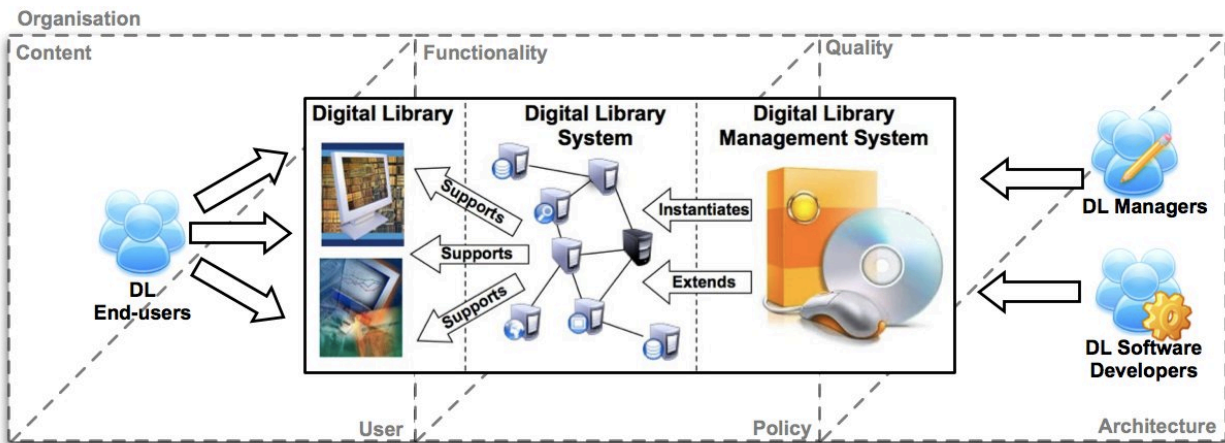 Organisation
Content
Functionality
Quality
Digital Library
Digital Library
System
Digital Library
Management System
Supports
Supports
Supports
Instantiates
Extends
DL
End-users
DL Managers
DL Software
Developers
User
Policy
Architecture